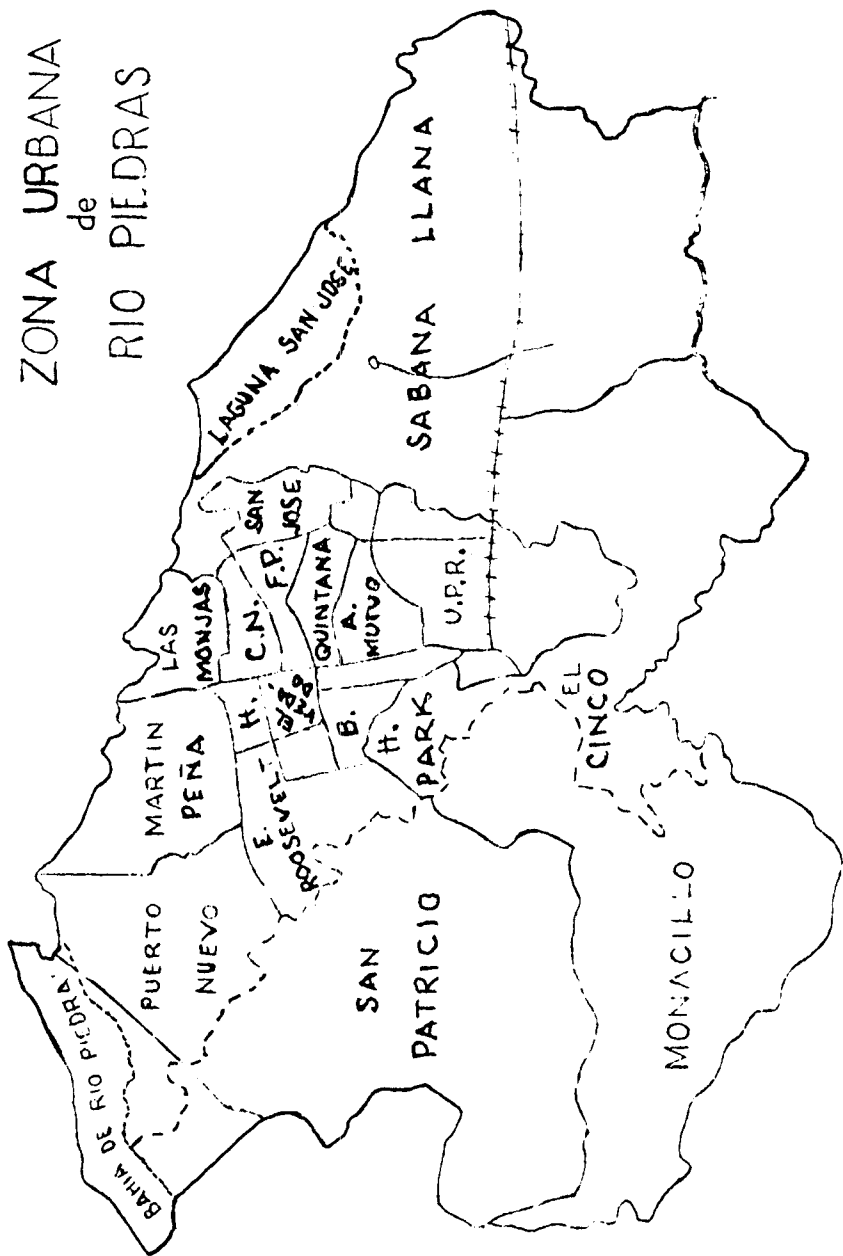 ZONA URBANA
de
RIO PIEDRAS
BAHIA DE RIO PIEDRA
PUERTO
NUEVO
MARTIN
PEÑA
LAS
MONJAS
LAGUNA SAN JOSE
SABANA LLANA
SAN
JOSE
H.
C.N.
F.P.
E.
ROOSEVELT
QUINTANA
A.
MUTUO
B.
H.
PARK
U.P.R.
SAN
PATRICIO
EL
CINCO
MONACILLO